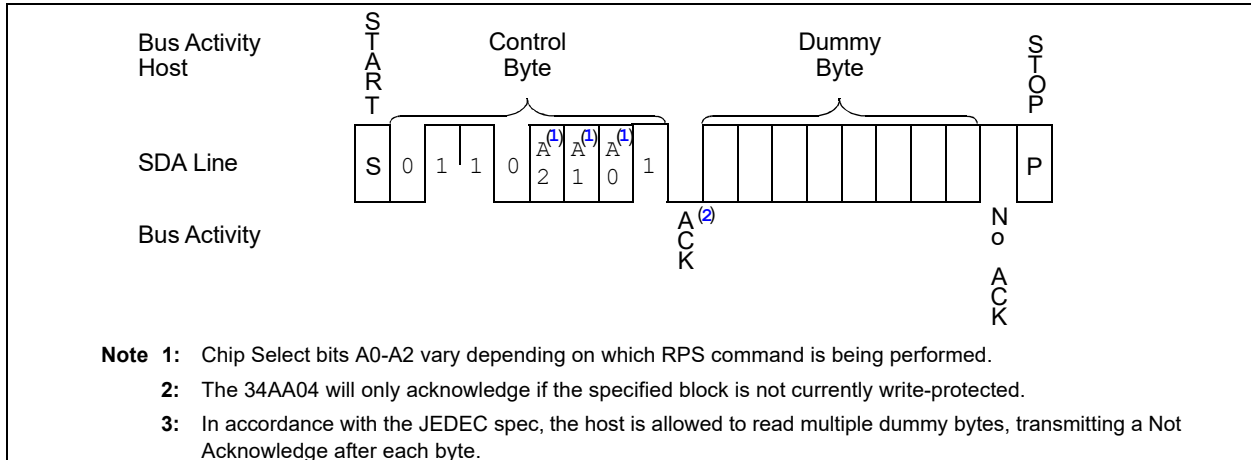 Bus Activity
Host
START
Control
Byte
Dummy
Byte
STOP
SDA Line
S 0 1 1 0 A2(1) A1(1) A0(1) 1 P
Bus Activity
ACK(2)
No ACK
Note 1: Chip Select bits A0-A2 vary depending on which RPS command is being performed.
2: The 34AA04 will only acknowledge if the specified block is not currently write-protected.
3: In accordance with the JEDEC spec, the host is allowed to read multiple dummy bytes, transmitting a Not
Acknowledge after each byte.